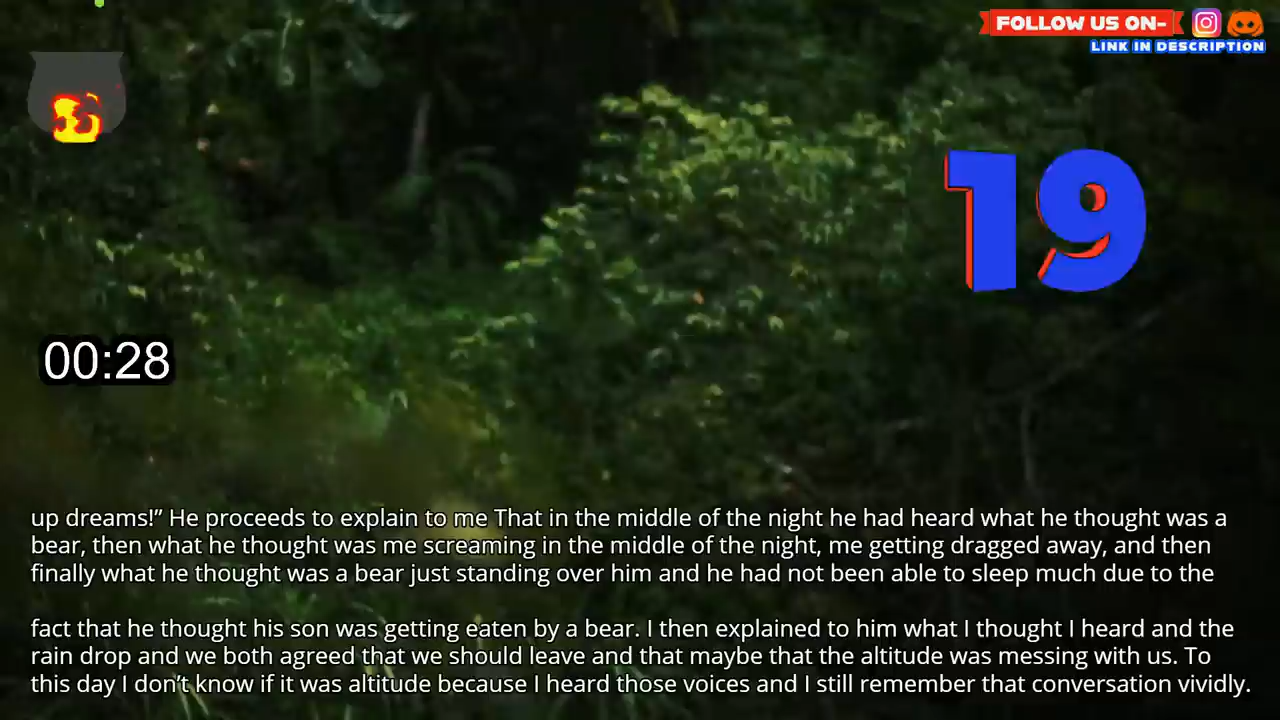 FOLLOW US ON-
LINK IN DESCRIPTION
19
00:28
up dreams!” He proceeds to explain to me That in the middle of the night he had heard what he thought was a
bear, then what he thought was me screaming in the middle of the night, me getting dragged away, and then
finally what he thought was a bear just standing over him and he had not been able to sleep much due to the
fact that he thought his son was getting eaten by a bear. I then explained to him what I thought I heard and the
rain drop and we both agreed that we should leave and that maybe that the altitude was messing with us. To
this day I don’t know if it was altitude because I heard those voices and I still remember that conversation vividly.